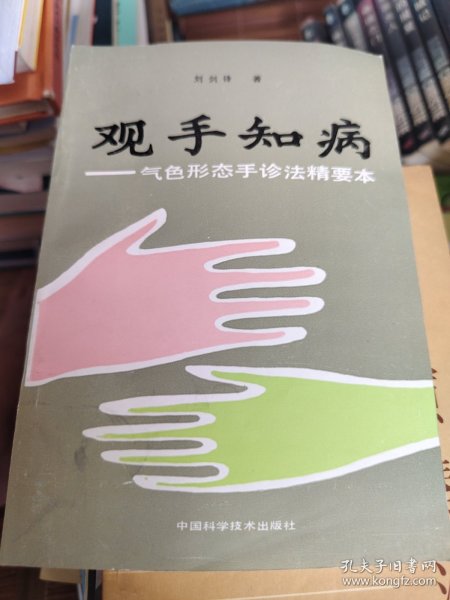 刘剑锋 著
观手知病
——气色形态手诊法精要本
中国科学技术出版社
孔夫子旧书网
www.kongfz.com